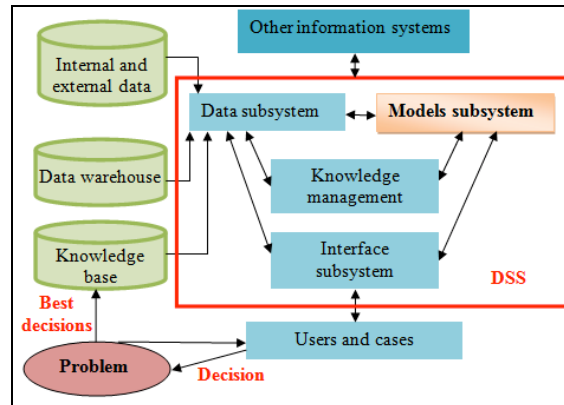 Other information systems
Internal and
external data
Data subsystem
Models subsystem
Data warehouse
Knowledge
management
Knowledge
base
Interface
subsystem
DSS
Best
decisions
Users and cases
Problem
Decision